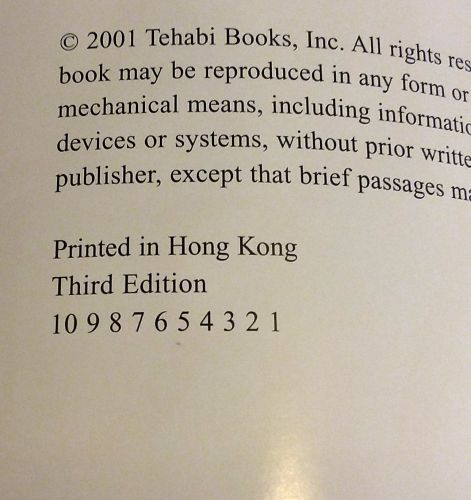 © 2001 Tehabi Books, Inc. All rights
book may be reproduced in any form or
mechanical means, including
devices or systems, without prior
publisher, except that brief passages
Printed in Hong Kong
Third Edition
10 9 8 7 6 5 4 3 2 1